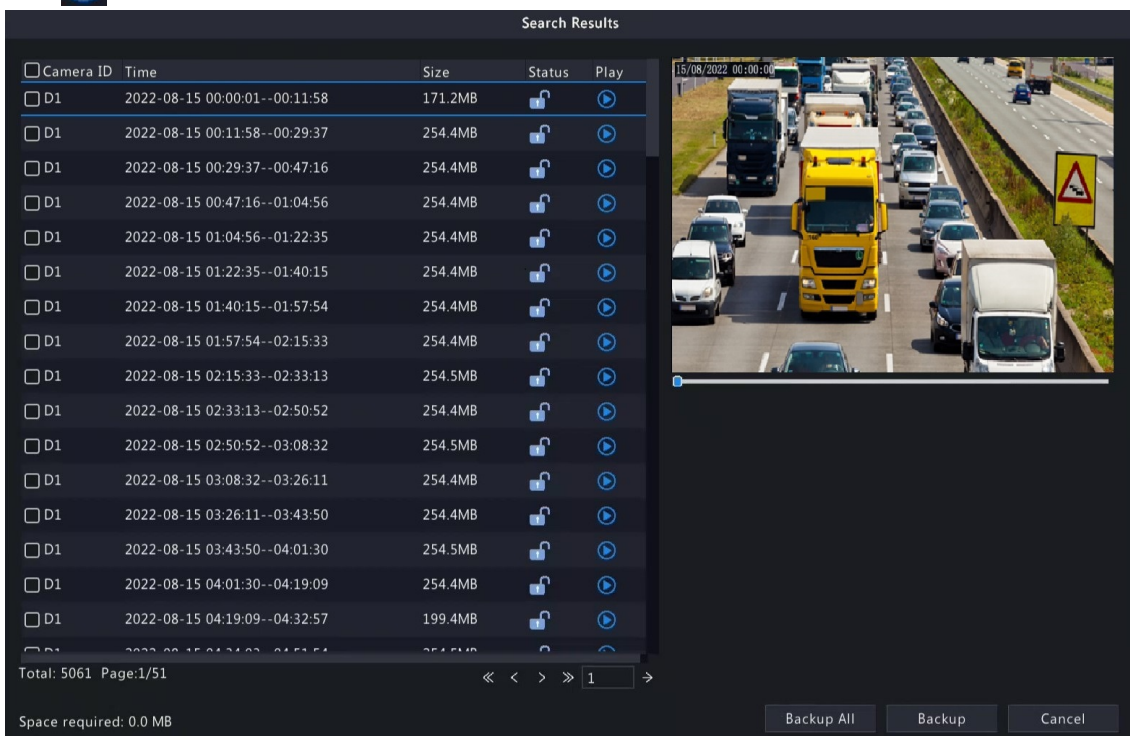 Search Results
Camera ID Time Size Status Play
D1 2022-08-15 00:00:01--00:11:58 171.2MB
D1 2022-08-15 00:11:58--00:29:37 254.4MB
D1 2022-08-15 00:29:37--00:47:16 254.4MB
D1 2022-08-15 00:47:16--01:04:56 254.4MB
D1 2022-08-15 01:04:56--01:22:35 254.4MB
D1 2022-08-15 01:22:35--01:40:15 254.4MB
D1 2022-08-15 01:40:15--01:57:54 254.4MB
D1 2022-08-15 01:57:54--02:15:33 254.4MB
D1 2022-08-15 02:15:33--02:33:13 254.5MB
D1 2022-08-15 02:33:13--02:50:52 254.4MB
D1 2022-08-15 02:50:52--03:08:32 254.5MB
D1 2022-08-15 03:08:32--03:26:11 254.4MB
D1 2022-08-15 03:26:11--03:43:50 254.4MB
D1 2022-08-15 03:43:50--04:01:30 254.5MB
D1 2022-08-15 04:01:30--04:19:09 254.4MB
D1 2022-08-15 04:19:09--04:32:57 199.4MB
15/08/2022 00:00:00
Total: 5061 Page:1/51
1
Space required: 0.0 MB
Backup All Backup Cancel